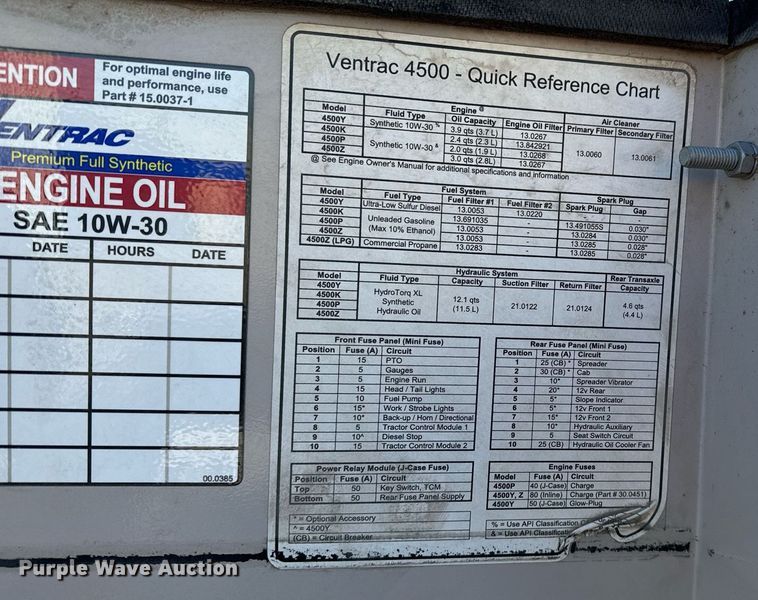 ENTION
For optimal engine life
and performance, use
Part # 15.0037-1
ENTRAC
Premium Full Synthetic
ENGINE OIL
SAE 10W-30
DATE HOURS DATE
00.0385
Ventrac 4500 - Quick Reference Chart
Engine @ Air Cleaner
Model Fluid Type Oil Capacity Engine Oil Filter Primary Filter Secondary Filter
4500Y Synthetic 10W-30 % 3.9 qts (3.7 L) 13.0267 13.0060 13.0061
4500K Synthetic 10W-30 & 2.4 qts (2.3 L) 13.842921
4500P 2.0 qts (1.9 L) 13.0268
4500Z 3.0 qts (2.8L) 13.0267
@ See Engine Owner's Manual for additional specifications and information
Fuel System Spark Plug
Model Fuel Type Fuel Filter #1 Fuel Filter #2 Spark Plug Gap
4500Y Ultra-Low Sulfur Diesel 13.0053 13.0220 - -
4500K Unleaded Gasoline (Max 10% Ethanol) 13.691035 - 13.491055S 0.030"
4500P 13.0053 - 13.0284 0.030"
4500Z 13.0053 - 13.0285 0.028"
4500Z (LPG) Commercial Propane 13.0283 - 13.0285 0.028"
Hydraulic System Rear Transaxle
Model Fluid Type Capacity Suction Filter Return Filter Capacity
4500Y
4500K HydroTorq XL
4500P Synthetic 12.1 qts 21.0122 21.0124 4.6 qts
4500Z Hydraulic Oil (11.5 L) (4.4 L)
Front Fuse Panel (Mini Fuse)
Position Fuse (A) Circuit
1 15 PTO
2 5 Gauges
3 5 Engine Run
4 15 Head / Tail Lights
5 10 Fuel Pump
6 15* Work / Strobe Lights
7 10* Back-up / Horn / Directional
8 5 Tractor Control Module 1
9 10^ Diesel Stop
10 15 Tractor Control Module 2
Rear Fuse Panel (Mini Fuse)
Position Fuse (A) Circuit
1 25 (CB) * Spreader
2 30 (CB) * Cab
3 10* Spreader Vibrator
4 20* 12v Rear
5 5* Slope Indicator
6 5* 12v Front 1
7 15* 12v Front 2
8 10* Hydraulic Auxiliary
9 5 Seat Switch Circuit
10 25 (CB) Hydraulic Oil Cooler Fan
Power Relay Module (J-Case Fuse)
Position Fuse (A) Circuit
Top 50 Key Switch, TCM
Bottom 50 Rear Fuse Panel Supply
Engine Fuses
Model Fuse (A) Circuit
4500P 40 (J-Case) Charge
4500Y, Z 80 (Inline) Charge (Part # 30.0451)
4500Y 50 (J-Case) Glow-Plug
* = Optional Accessory
^ = 4500Y
(CB) = Circuit Breaker
% = Use API Classification
& = Use API Classification
Purple Wave Auction